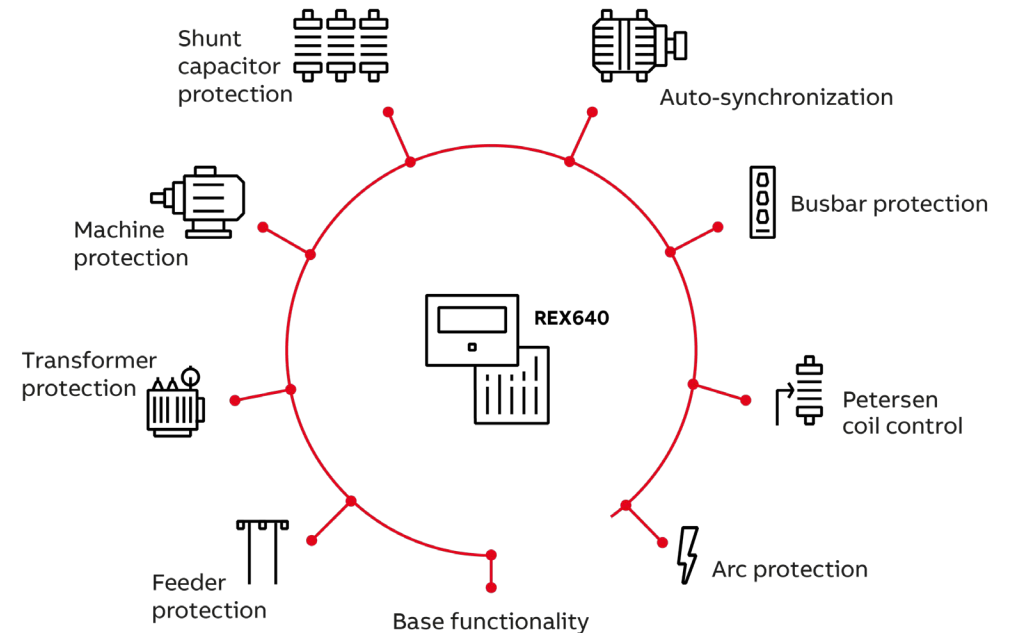 Shunt
capacitor
protection
Auto-synchronization
Machine
protection
Busbar protection
REX640
Transformer
protection
Petersen
coil control
Feeder
protection
Arc protection
Base functionality